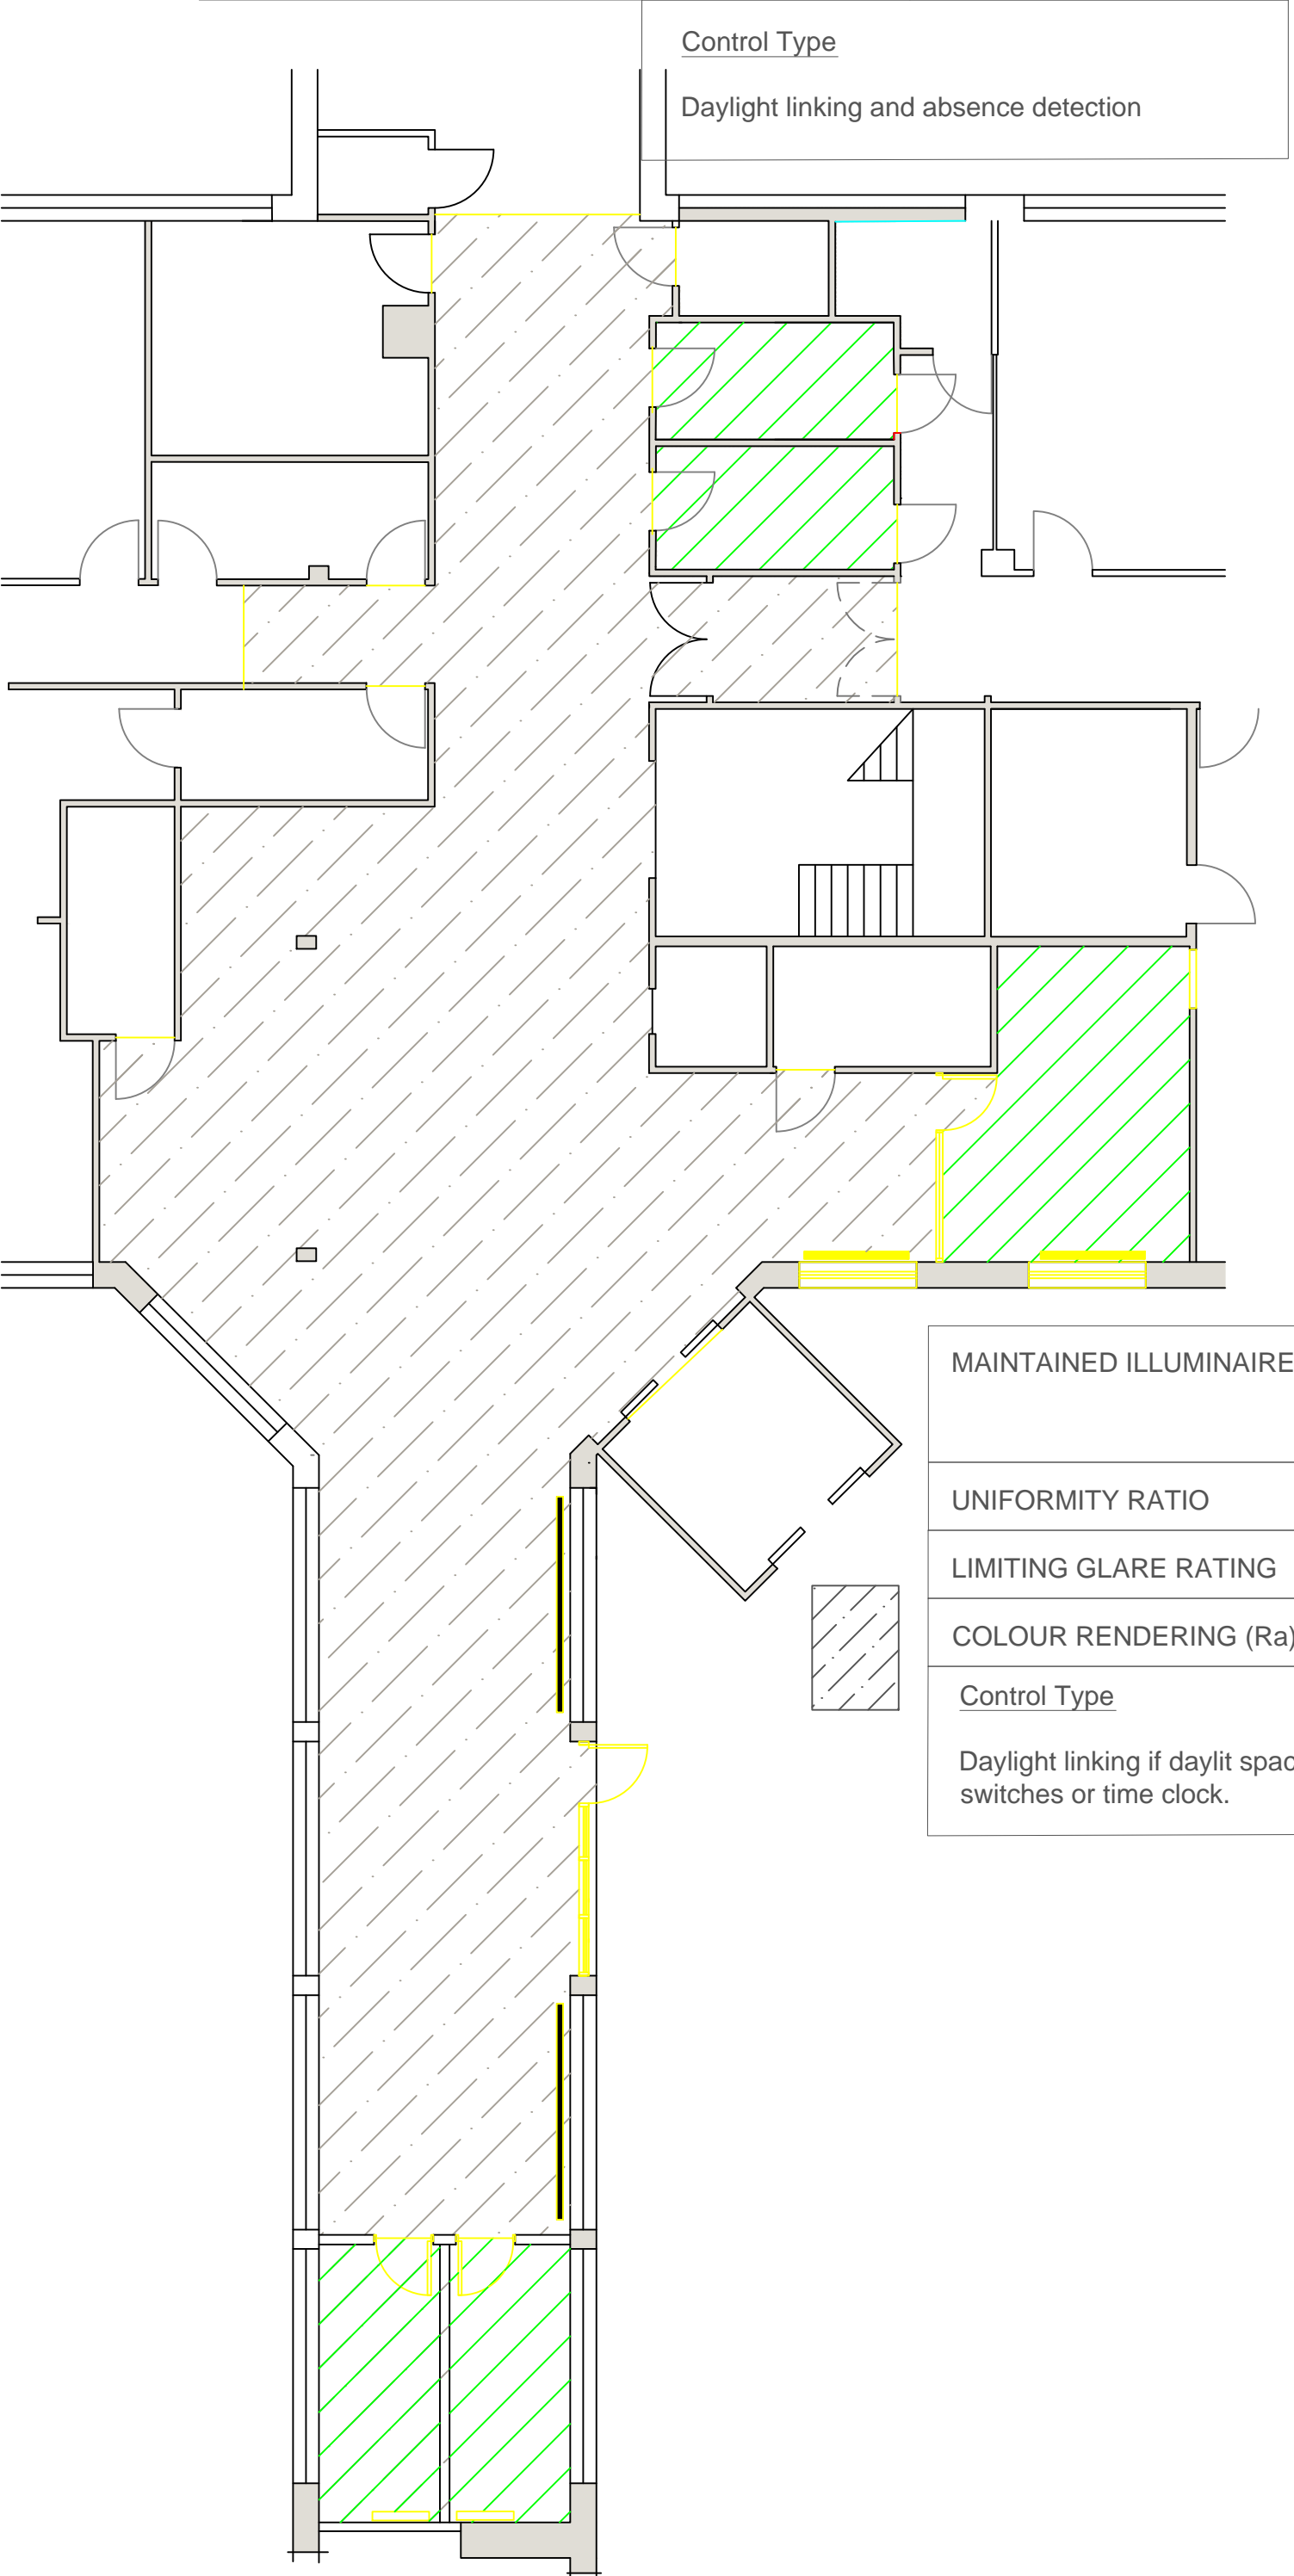 Control Type
Daylight linking and absence detection
MAINTAINED ILLUMINAIRE
UNIFORMITY RATIO
LIMITING GLARE RATING
COLOUR RENDERING (Ra)
Control Type
Daylight linking if daylit spac
switches or time clock.